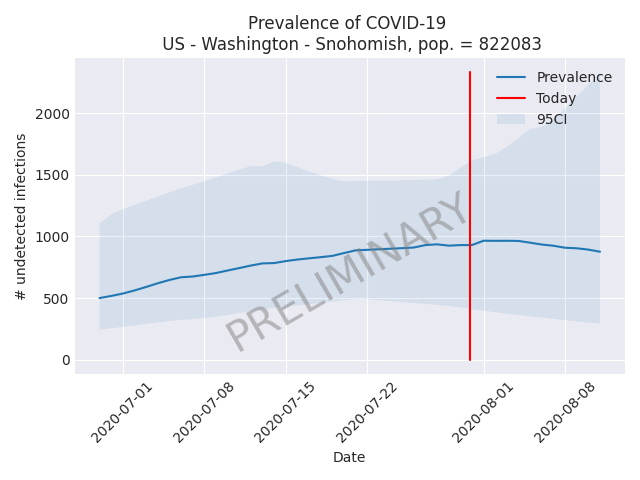 Prevalence of COVID-19
US - Washington - Snohomish, pop. = 822083
Prevalence
Today
95CI
2000
1500
1000
500
0
# undetected infections
PRELIMINARY
2020-07-01
2020-07-08
2020-07-15
2020-07-22
2020-08-01
2020-08-08
Date